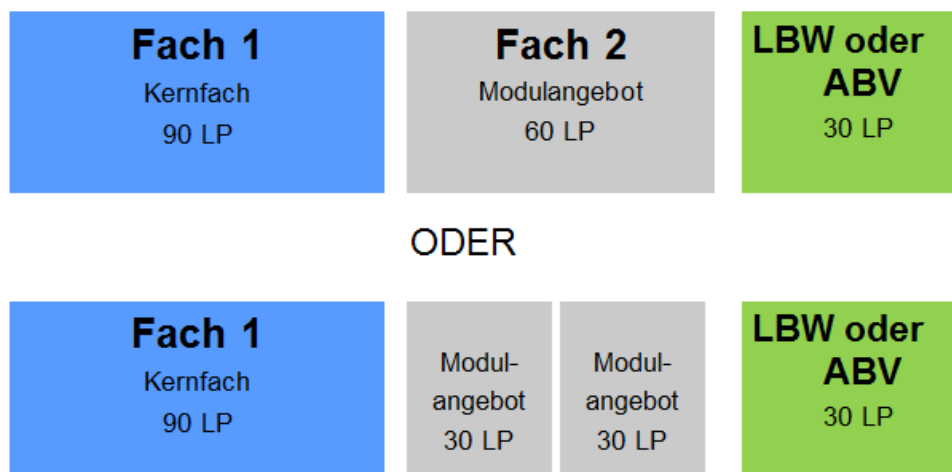 Fach 1
Kernfach
90 LP
Fach 2
Modulangebot
60 LP
LBW oder
ABV
30 LP
ODER
Fach 1
Kernfach
90 LP
Modul-
angebot
30 LP
Modul-
angebot
30 LP
LBW oder
ABV
30 LP